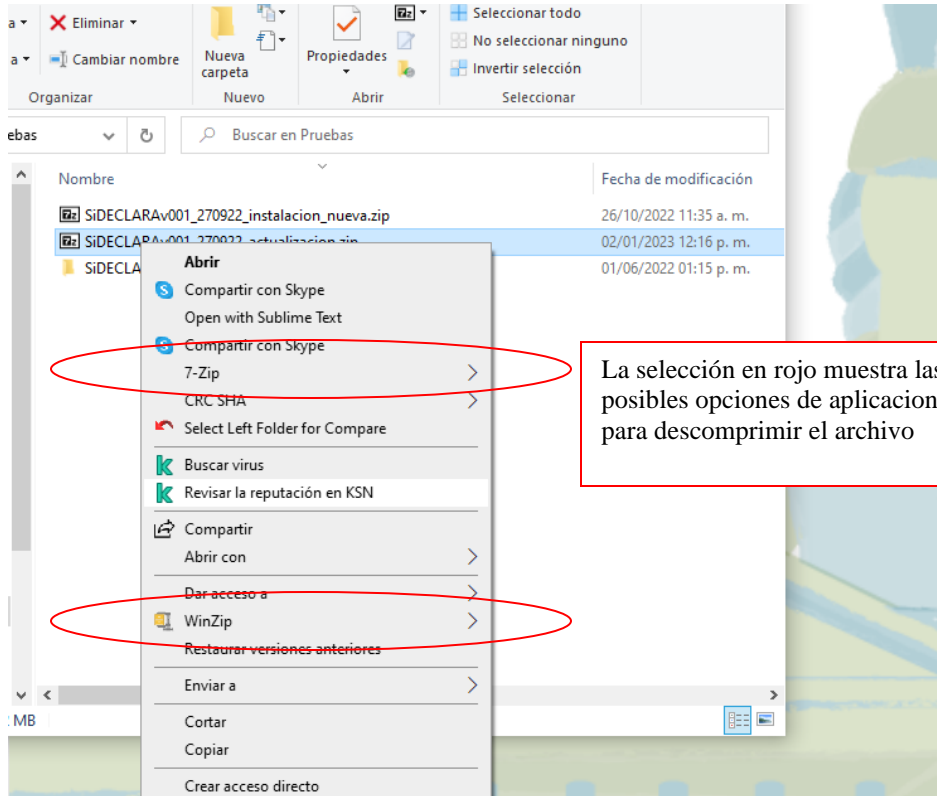 a
Eliminar
a
Cambiar nombre
Nueva
carpeta
Propiedades
Seleccionar todo
No seleccionar ninguno
Invertir selección
Organizar
Nuevo
Abrir
Seleccionar
ebas
Buscar en Pruebas
Nombre
Fecha de modificación
SiDECLARAv001_270922_instalacion_nueva.zip
26/10/2022 11:35 a. m.
SiDECLARAv001_270922_actualizacion.zip
02/01/2023 12:16 p. m.
SiDECLA
01/06/2022 01:15 p. m.
Abrir
Compartir con Skype
Open with Sublime Text
Compartir con Skype
7-Zip
CRC SHA
Select Left Folder for Compare
Buscar virus
Revisar la reputación en KSN
Compartir
Abrir con
Dar acceso a
WinZip
Restaurar versiones anteriores
Enviar a
Cortar
Copiar
Crear acceso directo
La selección en rojo muestra las
posibles opciones de aplicacion
para descomprimir el archivo
MB